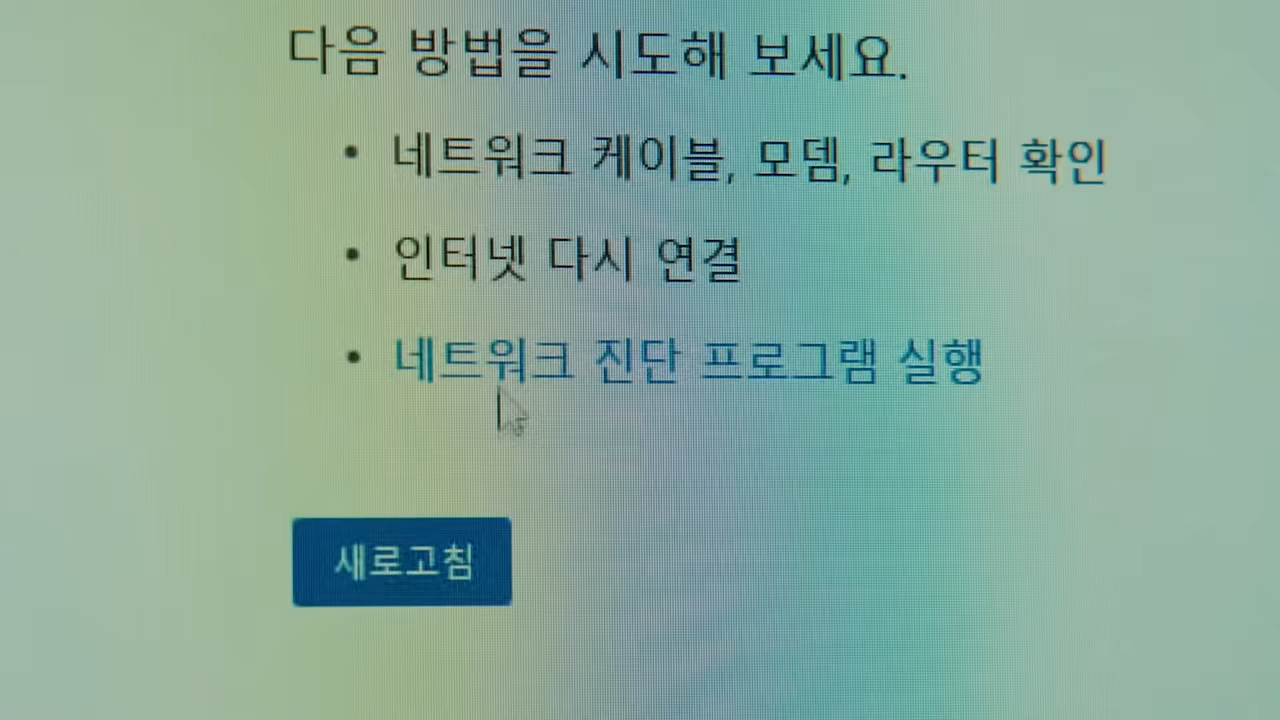 다음 방법을 시도해 보세요.
• 네트워크 케이블, 모뎀, 라우터 확인
• 인터넷 다시 연결
• 네트워크 진단 프로그램 실행
새로고침